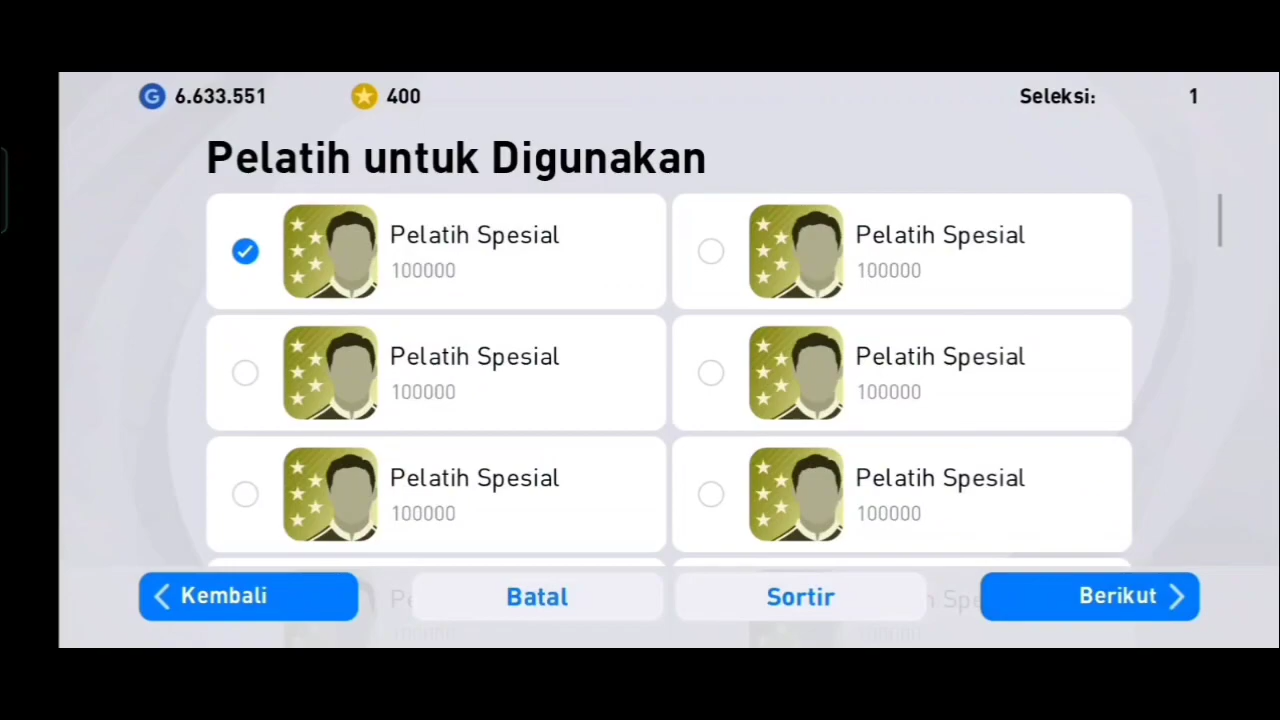 G 6.633.551 400 Seleksi: 1
Pelatih untuk Digunakan
Pelatih Spesial
100000
Pelatih Spesial
100000
Pelatih Spesial
100000
Pelatih Spesial
100000
Pelatih Spesial
100000
Pelatih Spesial
100000
Kembali Batal Sortir Berikut